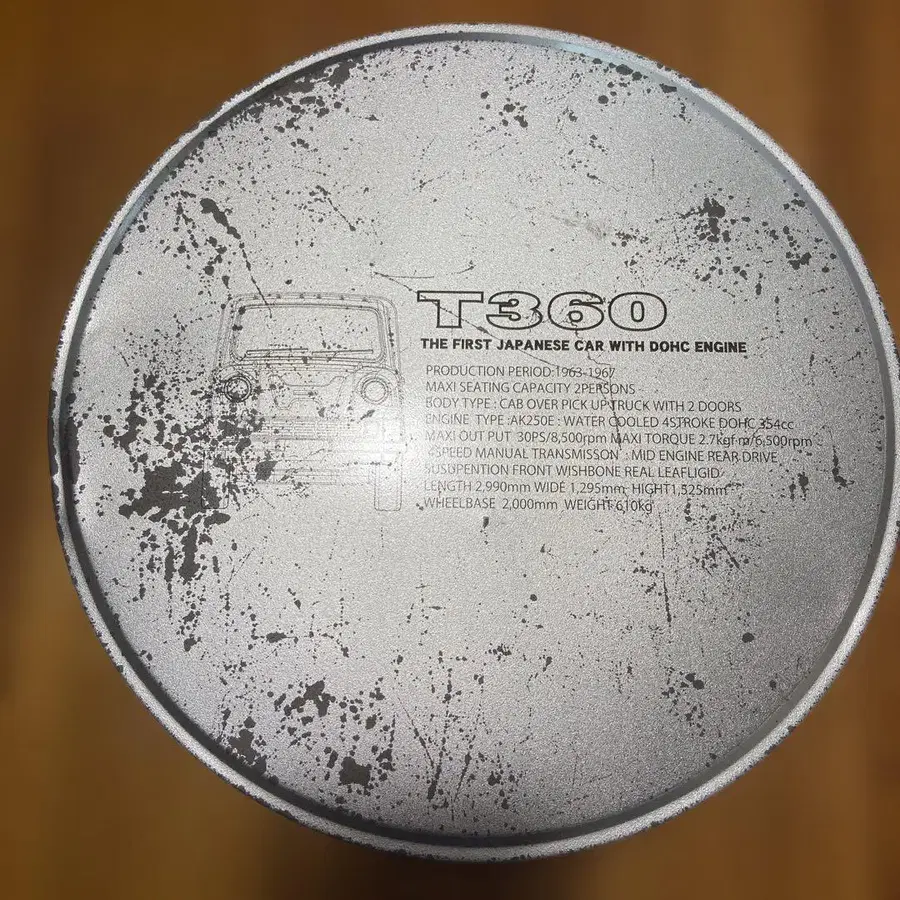 T360
THE FIRST JAPANESE CAR WITH DOHC ENGINE
PRODUCTION PERIOD:1963-1967
MAXI SEATING CAPACITY 2PERSONS
BODY TYPE : CAB OVER PICK UP TRUCK WITH 2 DOORS
ENGINE TYPE :AK250E : WATER COOLED 4STROKE DOHC 354cc
MAXI OUT PUT 30PS/8,500rpm MAXI TORQUE 2.7kgf·m/6,500rpm
4SPEED MANUAL TRANSMISSON : MID ENGINE REAR DRIVE
SUSUPENTION FRONT WISHBONE REAL LEAFLIGID
LENGTH 2,990mm WIDE 1,295mm HIGHT1,525mm
WHEELBASE 2,000mm WEIGHT 610kg